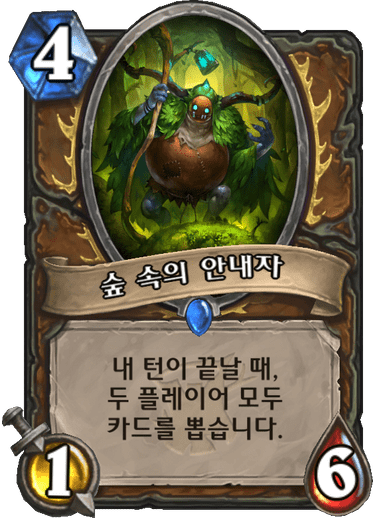 4
숲 속의 안내자
내 턴이 끝날 때,
두 플레이어 모두
카드를 뽑습니다.
1
6